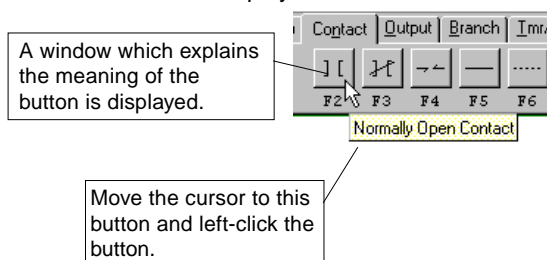 Contact Output Branch Tmr
A window which explains
the meaning of the
button is displayed.
] [
F2 F3 F4 F5 F6
Normally Open Contact
Move the cursor to this
button and left-click the
button.